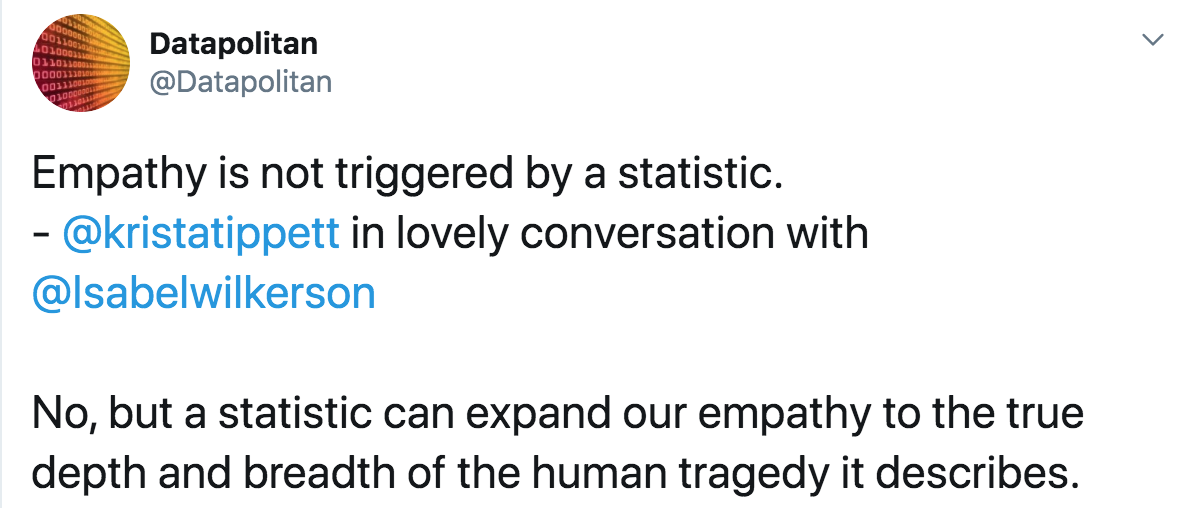 Datapolitan
@Datapolitan
Empathy is not triggered by a statistic.
- @kristatippett in lovely conversation with
@Isabelwilkerson
No, but a statistic can expand our empathy to the true
depth and breadth of the human tragedy it describes.